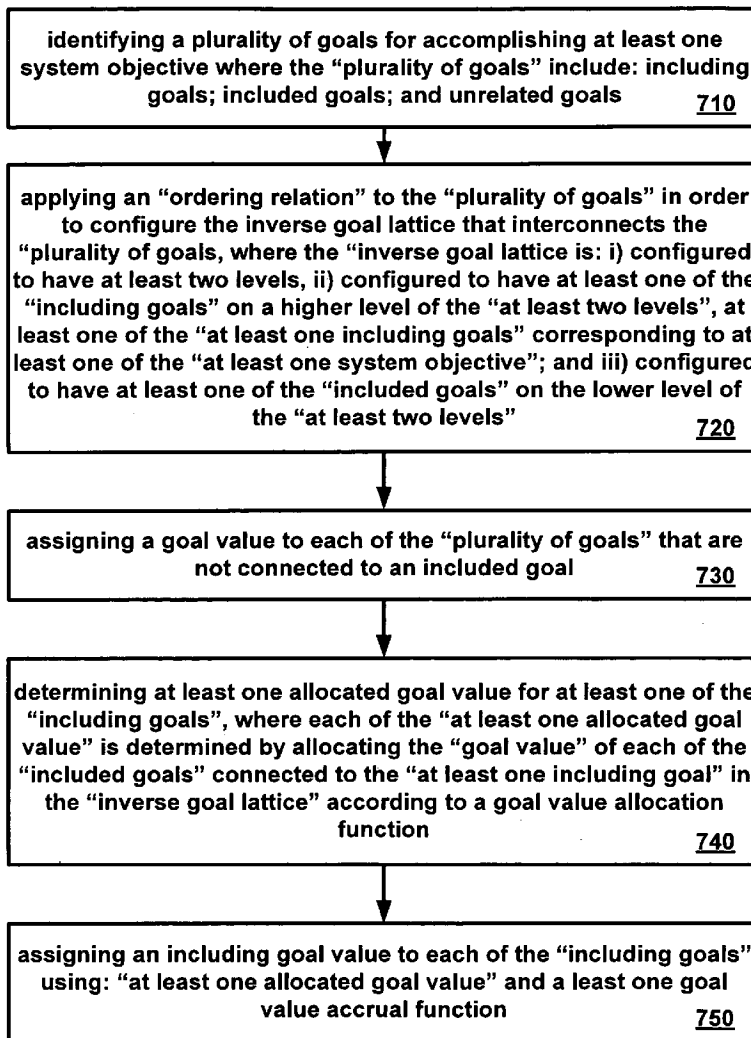 identifying a plurality of goals for accomplishing at least one
system objective where the “plurality of goals” include: including
goals; included goals; and unrelated goals
710
applying an “ordering relation” to the “plurality of goals” in order
to configure the inverse goal lattice that interconnects the
“plurality of goals, where the “inverse goal lattice is: i) configured
to have at least two levels, ii) configured to have at least one of the
“including goals” on a higher level of the “at least two levels”, at
least one of the “at least one including goals” corresponding to at
least one of the “at least one system objective”; and iii) configured
to have at least one of the “included goals” on the lower level of
the “at least two levels”
720
assigning a goal value to each of the “plurality of goals” that are
not connected to an included goal
730
determining at least one allocated goal value for at least one of the
“including goals”, where each of the “at least one allocated goal
value” is determined by allocating the “goal value” of each of the
“included goals” connected to the “at least one including goal” in
the “inverse goal lattice” according to a goal value allocation
function
740
assigning an including goal value to each of the “including goals”
using: “at least one allocated goal value” and a least one goal
value accrual function
750